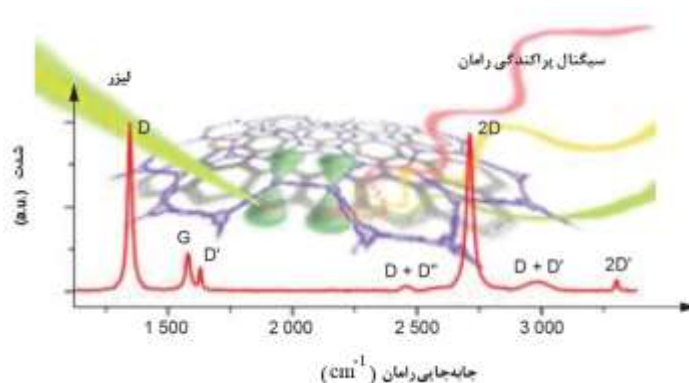 سیگنال پراکندگی رامان
لیزر
D
2D
G
D'
D + D"
D + D'
2D'
شدت (a.u.)
1 500
2 000
2 500
3 000
جابه‌جایی رامان (cm⁻¹)